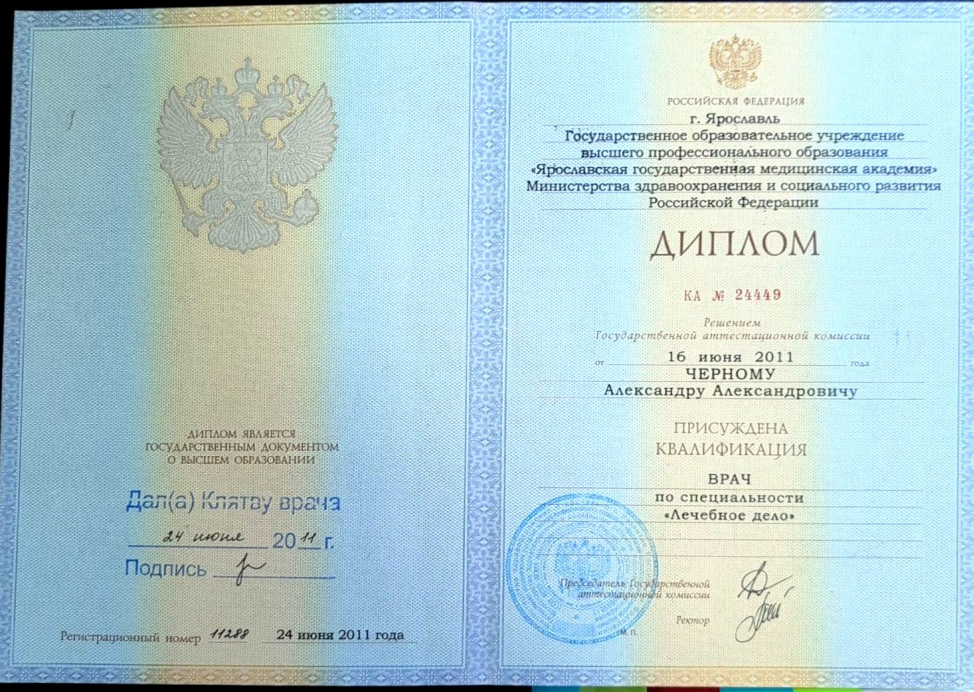 ДИПЛОМ ЯВЛЯЕТСЯ
ГОСУДАРСТВЕННЫМ ДОКУМЕНТОМ
О ВЫСШЕМ ОБРАЗОВАНИИ
Дал(а) Клятву врача
24 июня 2011 г.
Подпись
Регистрационный номер 11288 24 июня 2011 года
РОССИЙСКАЯ ФЕДЕРАЦИЯ
г. Ярославль
Государственное образовательное учреждение
высшего профессионального образования
«Ярославская государственная медицинская академия»
Министерства здравоохранения и социального развития
Российской Федерации
ДИПЛОМ
КА № 24449
Решением
Государственной аттестационной комиссии
от 16 июня 2011 года
ЧЕРНОМУ
Александру Александровичу
ПРИСУЖДЕНА
КВАЛИФИКАЦИЯ
ВРАЧ
по специальности
«Лечебное дело»
Председатель Государственной
аттестационной комиссии
Ректор
М. П.